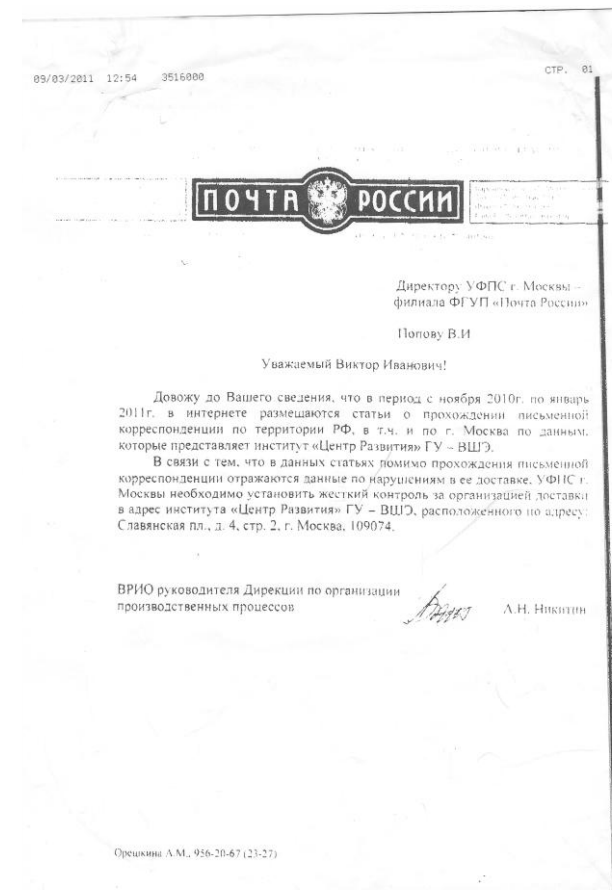 09/03/2011 12:54 3516000 СТР. 01
ПОЧТА РОССИИ
Директору УФПС г. Москвы –
филиала ФГУП «Почта России»
Попову В.И
Уважаемый Виктор Иванович!
Довожу до Вашего сведения, что в период с ноября 2010г. по январь
2011г. в интернете размещаются статьи о прохождении письменной
корреспонденции по территории РФ, в т.ч. и по г. Москва по данным,
которые представляет институт «Центр Развития» ГУ – ВШЭ.
В связи с тем, что в данных статьях помимо прохождения письменной
корреспонденции отражаются данные по нарушениям в ее доставке, УФПС г.
Москвы необходимо установить жесткий контроль за организацией доставки
в адрес института «Центр Развития» ГУ – ВШЭ, расположенного по адресу:
Славянская пл., д. 4, стр. 2, г. Москва, 109074.
ВРИО руководителя Дирекции по организации
производственных процессов А.Н. Никитин
Орешкина А.М., 956-20-67 (23-27)